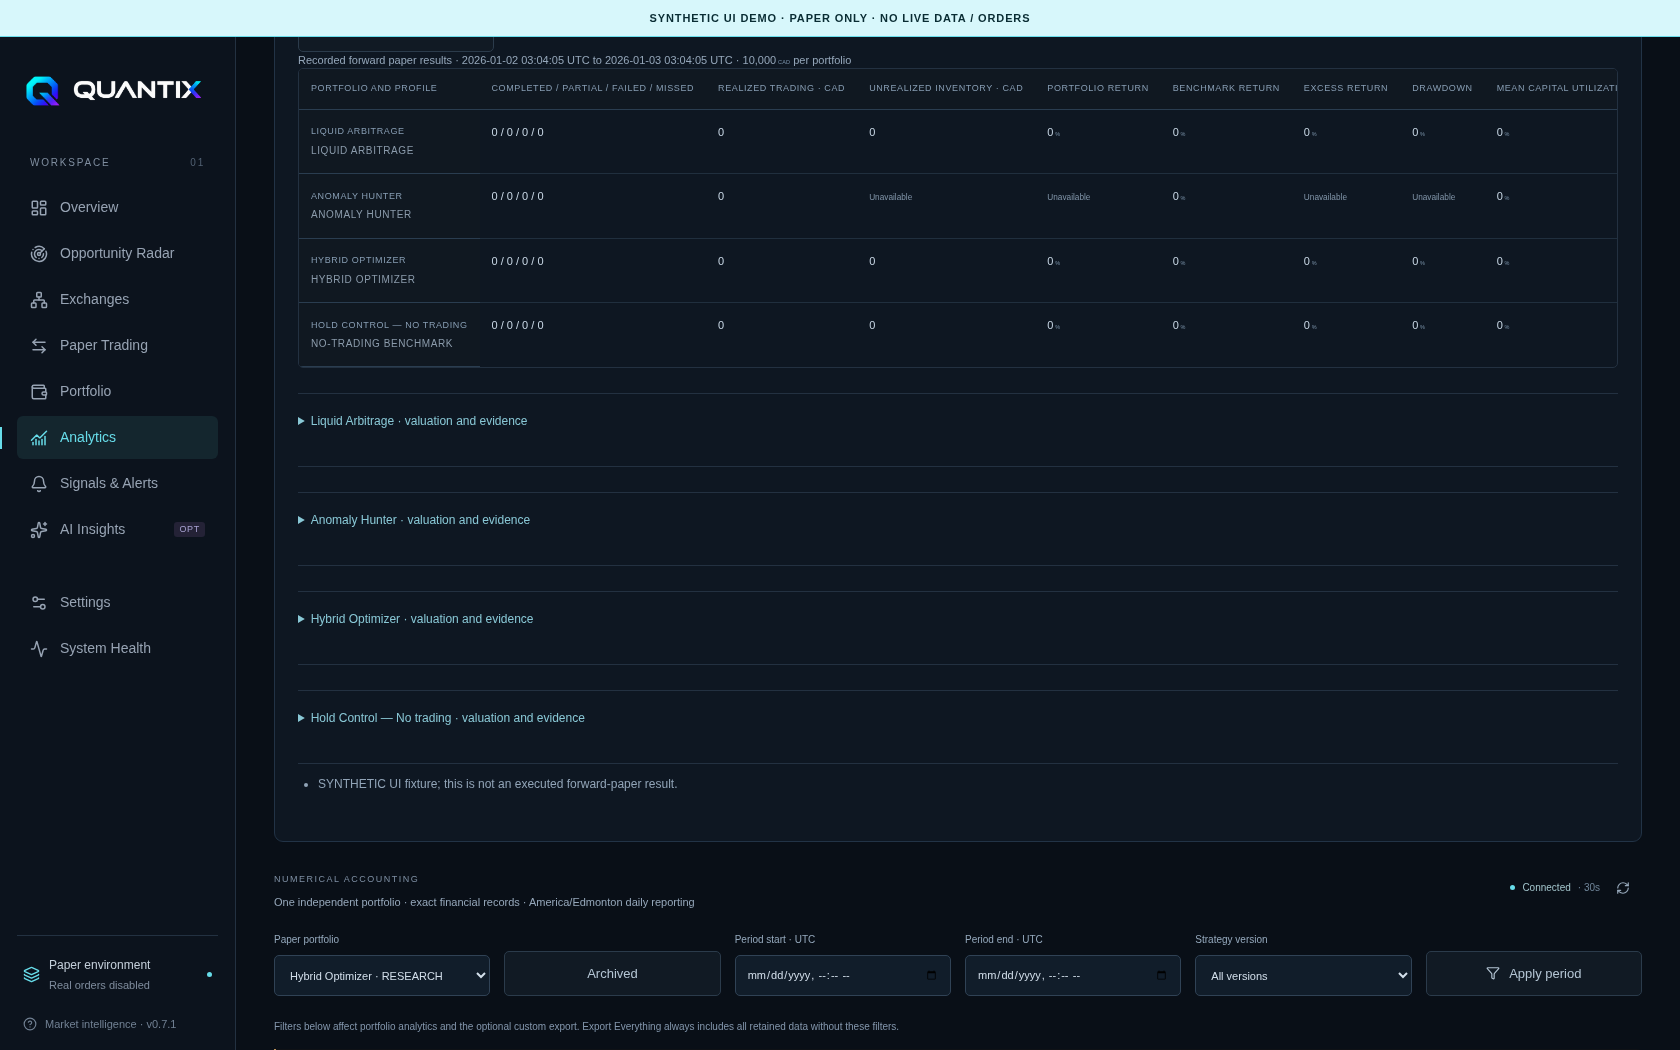 SYNTHETIC UI DEMO · PAPER ONLY · NO LIVE DATA / ORDERS
QUANTIX
WORKSPACE 01
Overview
Opportunity Radar
Exchanges
Paper Trading
Portfolio
Analytics
Signals & Alerts
AI Insights OPT
Settings
System Health
Paper environment
Real orders disabled
Market intelligence · v0.7.1
Recorded forward paper results · 2026-01-02 03:04:05 UTC to 2026-01-03 03:04:05 UTC · 10,000 CAD per portfolio
PORTFOLIO AND PROFILE COMPLETED / PARTIAL / FAILED / MISSED REALIZED TRADING · CAD UNREALIZED INVENTORY · CAD PORTFOLIO RETURN BENCHMARK RETURN EXCESS RETURN DRAWDOWN MEAN CAPITAL UTILIZATI
LIQUID ARBITRAGE 0 / 0 / 0 / 0 0 0 0 % 0 % 0 % 0 % 0 %
LIQUID ARBITRAGE
ANOMALY HUNTER 0 / 0 / 0 / 0 0 Unavailable Unavailable 0 % Unavailable Unavailable 0 %
ANOMALY HUNTER
HYBRID OPTIMIZER 0 / 0 / 0 / 0 0 0 0 % 0 % 0 % 0 % 0 %
HYBRID OPTIMIZER
HOLD CONTROL — NO TRADING 0 / 0 / 0 / 0 0 0 0 % 0 % 0 % 0 % 0 %
NO-TRADING BENCHMARK
Liquid Arbitrage · valuation and evidence
Anomaly Hunter · valuation and evidence
Hybrid Optimizer · valuation and evidence
Hold Control — No trading · valuation and evidence
• SYNTHETIC UI fixture; this is not an executed forward-paper result.
NUMERICAL ACCOUNTING
One independent portfolio · exact financial records · America/Edmonton daily reporting
Connected · 30s
Paper portfolio Period start · UTC Period end · UTC Strategy version
Hybrid Optimizer · RESEARCH Archived mm/dd/yyyy, --:-- -- mm/dd/yyyy, --:-- -- All versions Apply period
Filters below affect portfolio analytics and the optional custom export. Export Everything always includes all retained data without these filters.